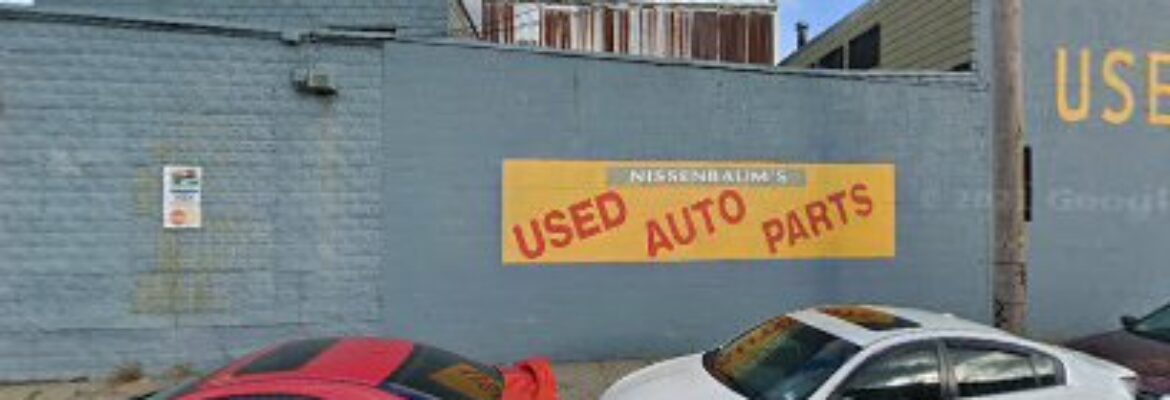 NISSENBAUM'S
USED AUTO PARTS
USE